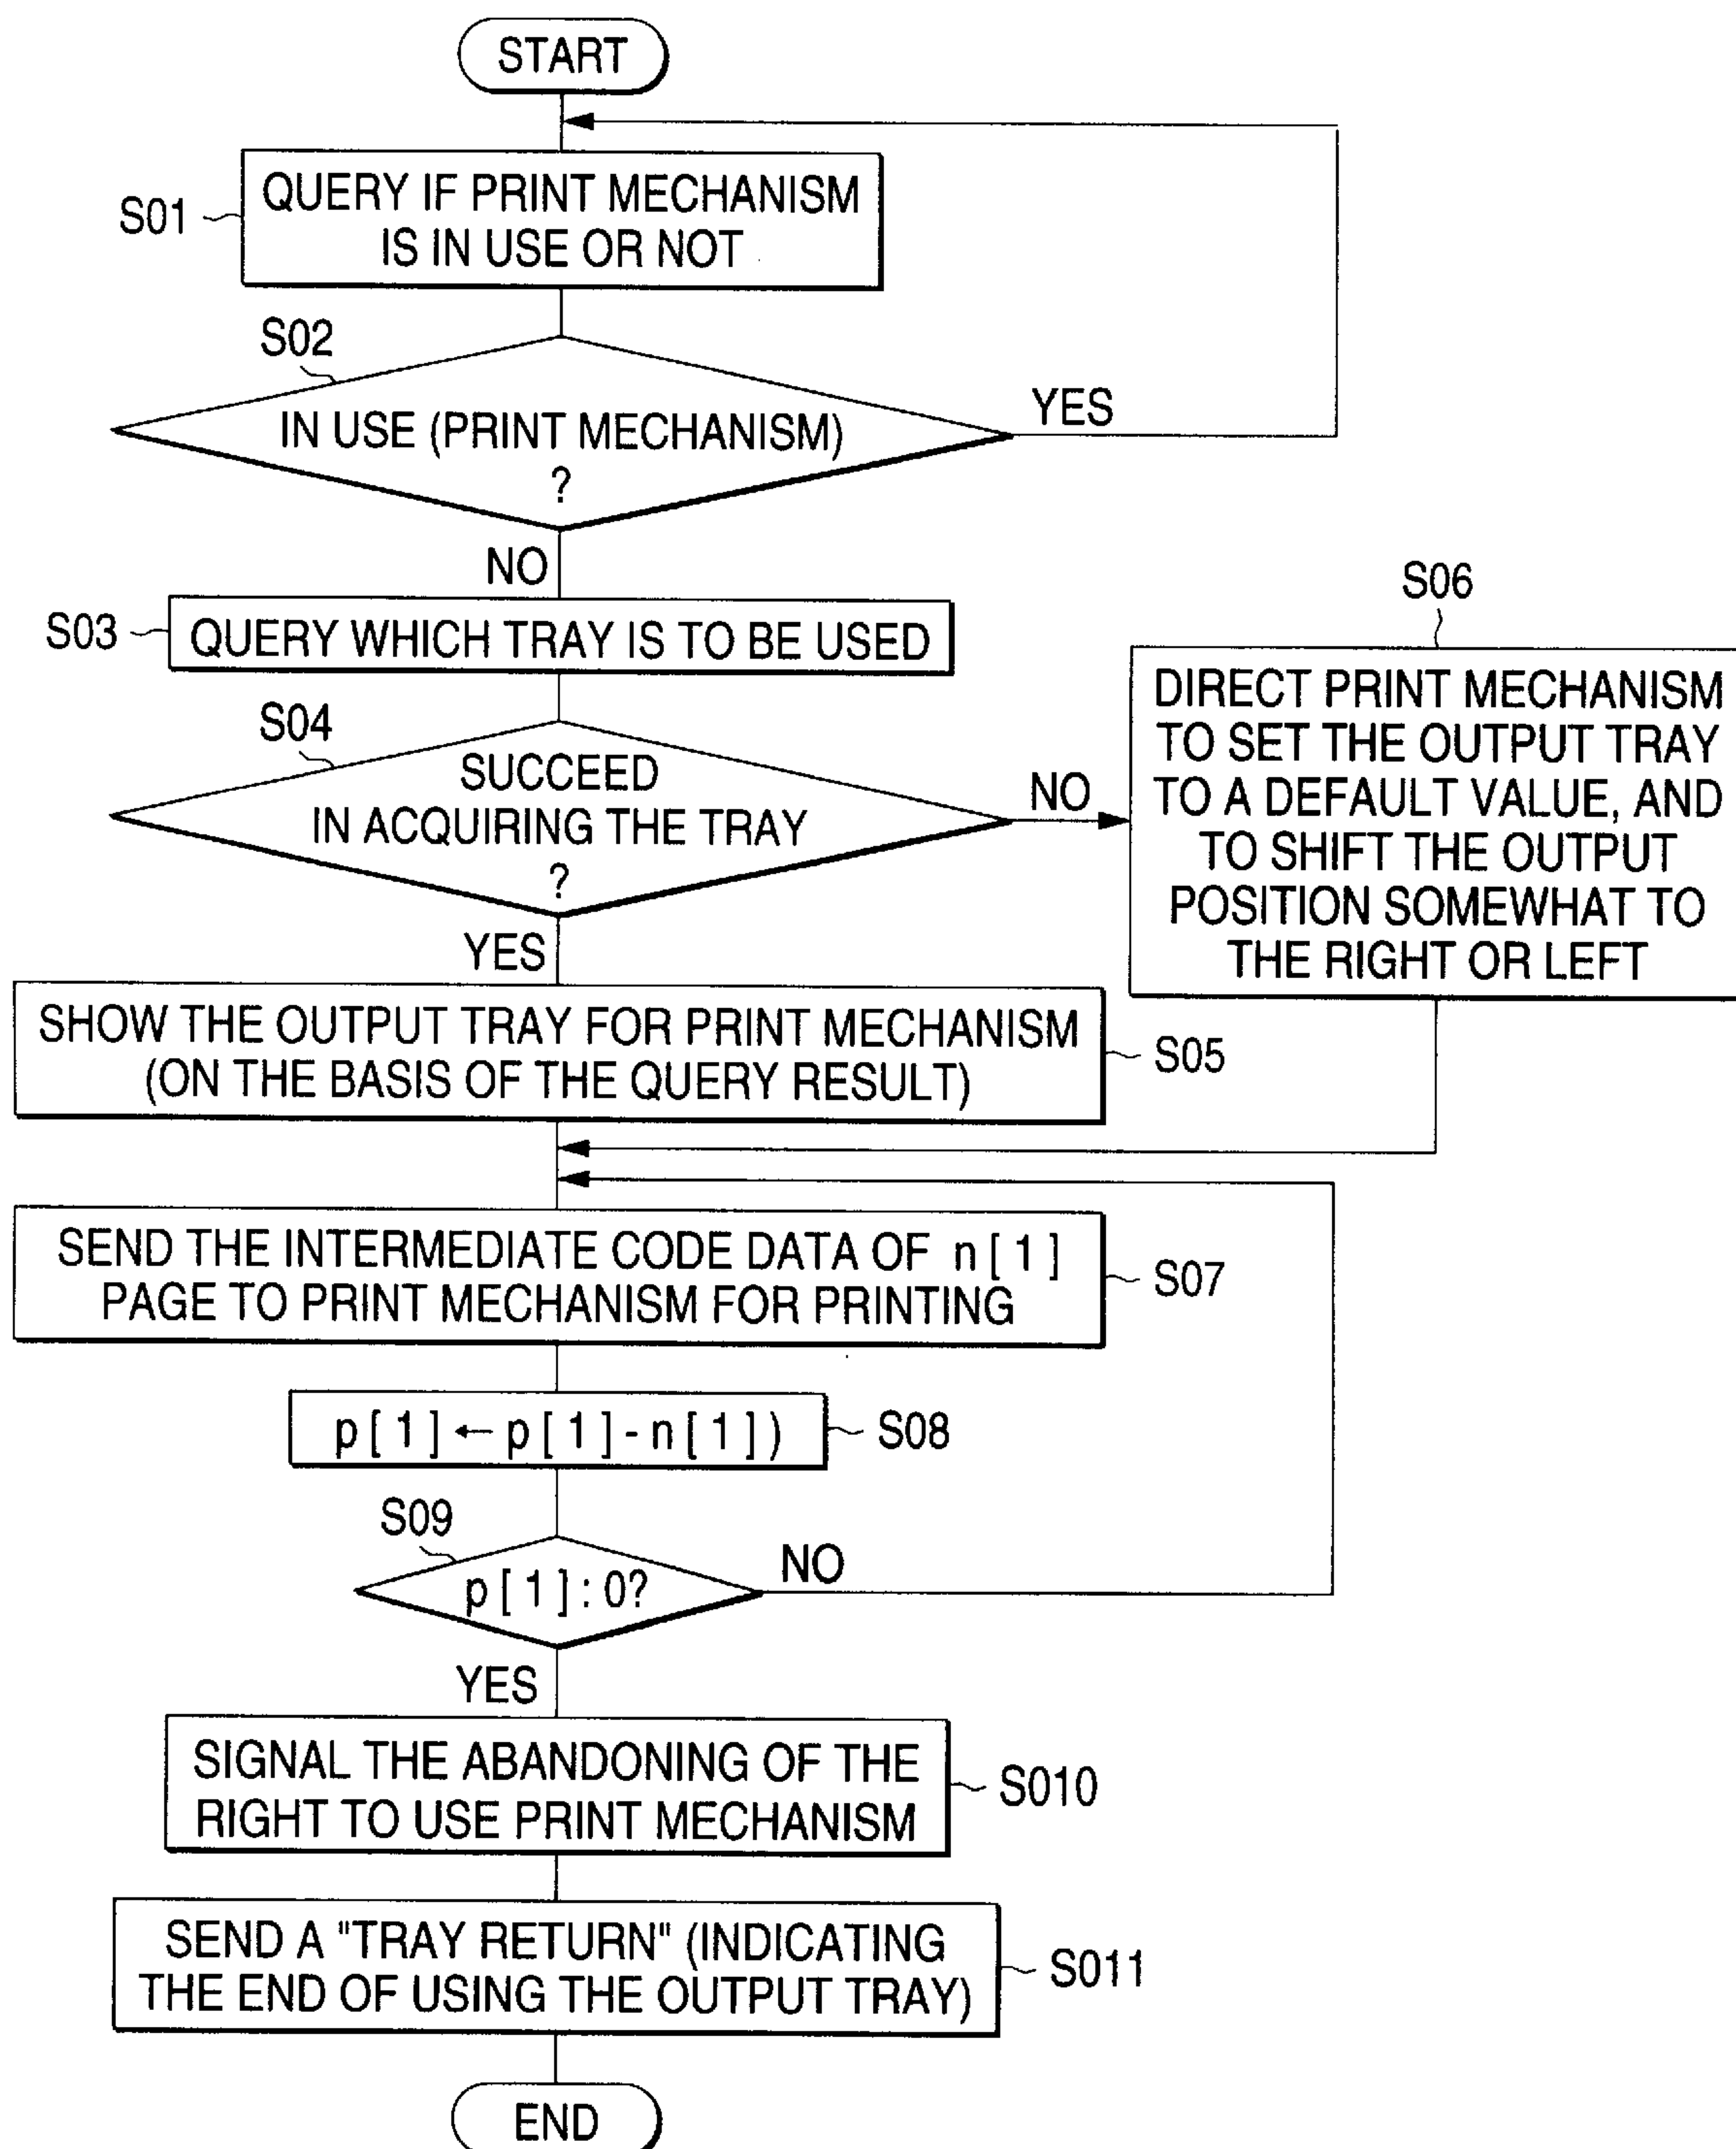 START
S01
QUERY IF PRINT MECHANISM
IS IN USE OR NOT
S02
IN USE (PRINT MECHANISM)
?
YES
NO
S03
QUERY WHICH TRAY IS TO BE USED
S04
SUCCEED
IN ACQUIRING THE TRAY
?
NO
S06
DIRECT PRINT MECHANISM
TO SET THE OUTPUT TRAY
TO A DEFAULT VALUE, AND
TO SHIFT THE OUTPUT
POSITION SOMEWHAT TO
THE RIGHT OR LEFT
YES
SHOW THE OUTPUT TRAY FOR PRINT MECHANISM
(ON THE BASIS OF THE QUERY RESULT)
S05
SEND THE INTERMEDIATE CODE DATA OF n [ 1 ]
PAGE TO PRINT MECHANISM FOR PRINTING
S07
p [ 1 ] ← p [ 1 ] - n [ 1 ] )
S08
S09
p [ 1 ] : 0?
NO
YES
SIGNAL THE ABANDONING OF THE
RIGHT TO USE PRINT MECHANISM
S010
SEND A "TRAY RETURN" (INDICATING
THE END OF USING THE OUTPUT TRAY)
S011
END